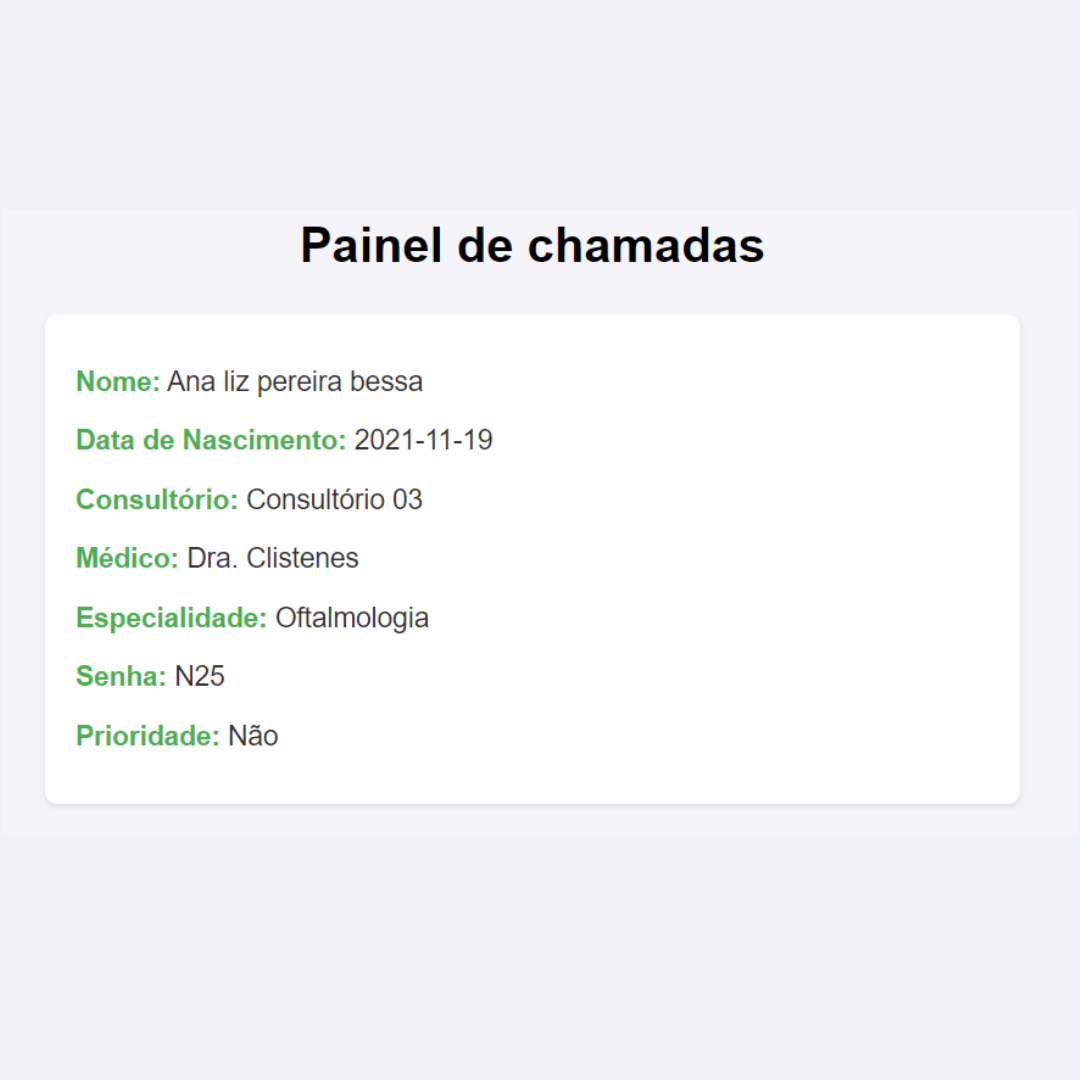 Painel de chamadas
Nome: Ana liz pereira bessa
Data de Nascimento: 2021-11-19
Consultório: Consultório 03
Médico: Dra. Clistenes
Especialidade: Oftalmologia
Senha: N25
Prioridade: Não